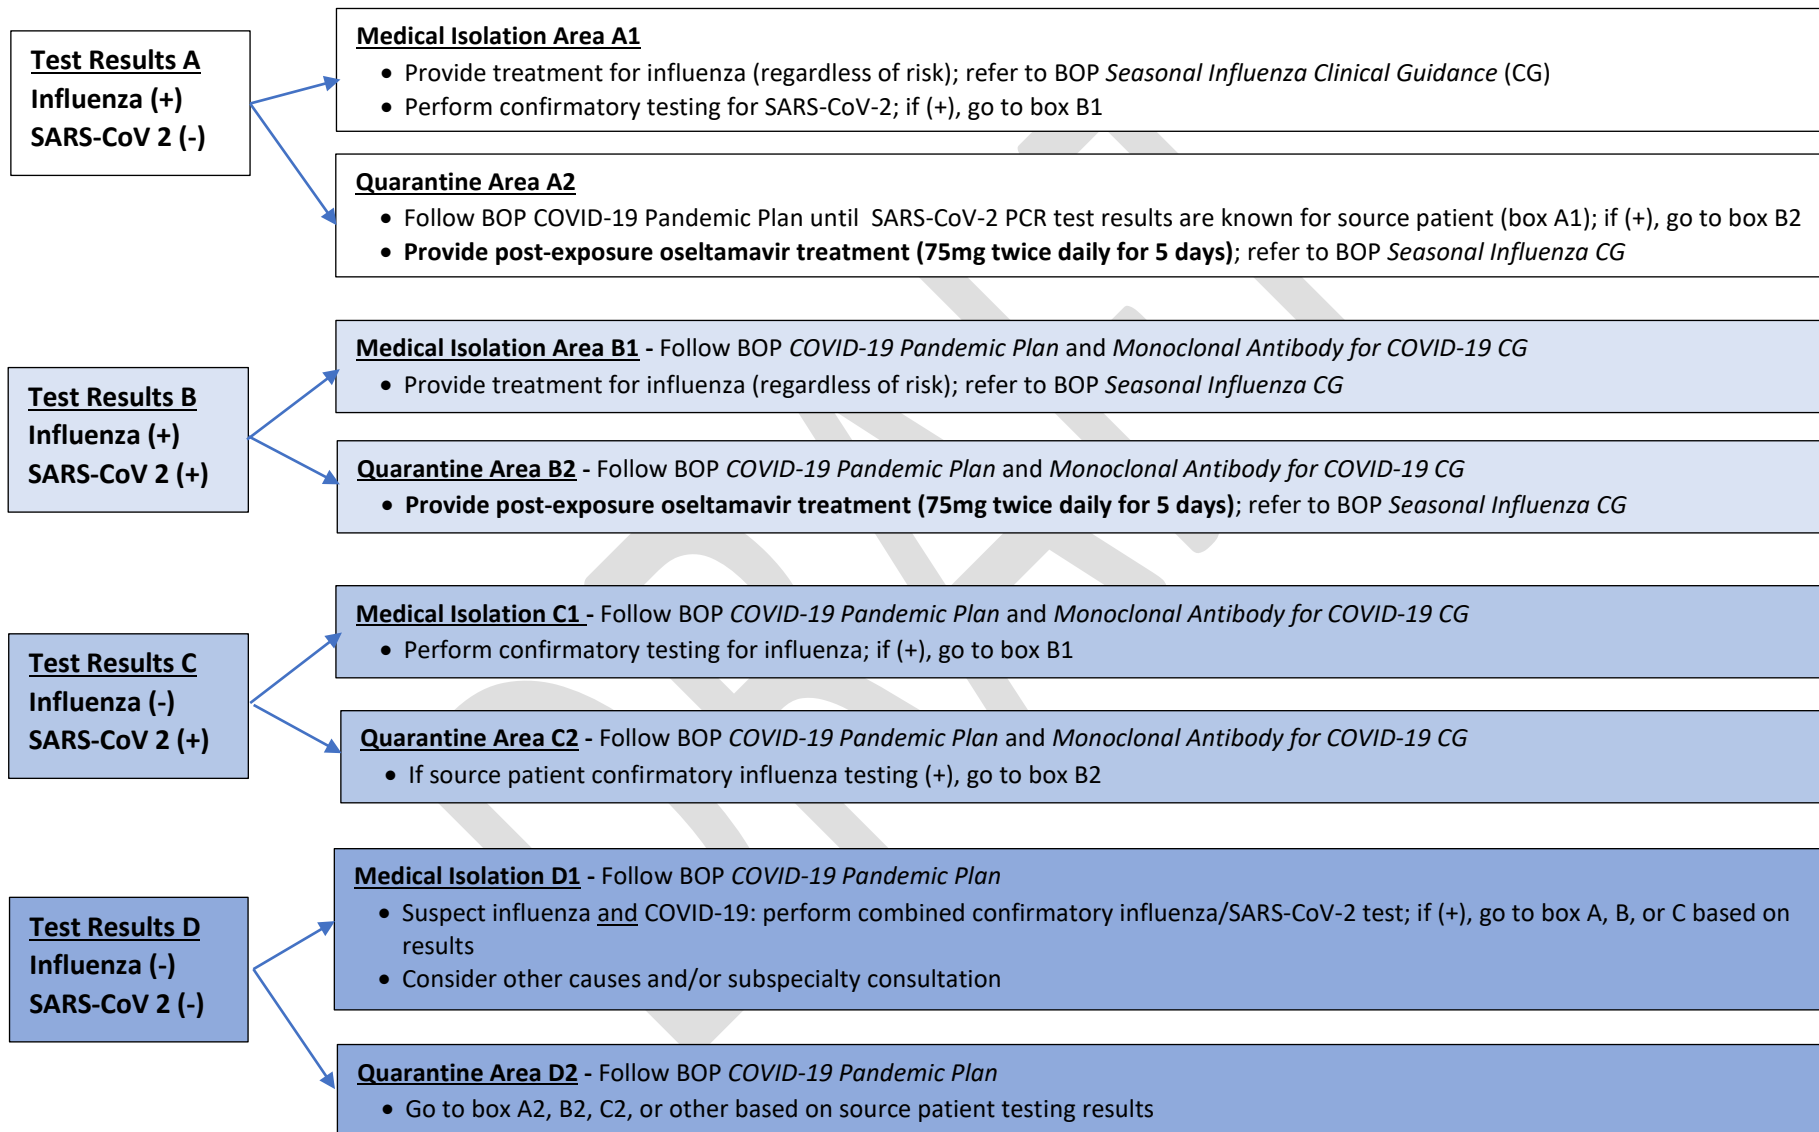 Test Results A
Influenza (+)
SARS-CoV 2 (-)
Medical Isolation Area A1
• Provide treatment for influenza (regardless of risk); refer to BOP Seasonal Influenza Clinical Guidance (CG)
• Perform confirmatory testing for SARS-CoV-2; if (+), go to box B1
Quarantine Area A2
• Follow BOP COVID-19 Pandemic Plan until SARS-CoV-2 PCR test results are known for source patient (box A1); if (+), go to box B2
• Provide post-exposure oseltamavir treatment (75mg twice daily for 5 days); refer to BOP Seasonal Influenza CG
Test Results B
Influenza (+)
SARS-CoV 2 (+)
Medical Isolation Area B1 - Follow BOP COVID-19 Pandemic Plan and Monoclonal Antibody for COVID-19 CG
• Provide treatment for influenza (regardless of risk); refer to BOP Seasonal Influenza CG
Quarantine Area B2 - Follow BOP COVID-19 Pandemic Plan and Monoclonal Antibody for COVID-19 CG
• Provide post-exposure oseltamavir treatment (75mg twice daily for 5 days); refer to BOP Seasonal Influenza CG
Test Results C
Influenza (-)
SARS-CoV 2 (+)
Medical Isolation C1 - Follow BOP COVID-19 Pandemic Plan and Monoclonal Antibody for COVID-19 CG
• Perform confirmatory testing for influenza; if (+), go to box B1
Quarantine Area C2 - Follow BOP COVID-19 Pandemic Plan and Monoclonal Antibody for COVID-19 CG
• If source patient confirmatory influenza testing (+), go to box B2
Test Results D
Influenza (-)
SARS-CoV 2 (-)
Medical Isolation D1 - Follow BOP COVID-19 Pandemic Plan
• Suspect influenza and COVID-19: perform combined confirmatory influenza/SARS-CoV-2 test; if (+), go to box A, B, or C based on
results
• Consider other causes and/or subspecialty consultation
Quarantine Area D2 - Follow BOP COVID-19 Pandemic Plan
• Go to box A2, B2, C2, or other based on source patient testing results
DRAFT